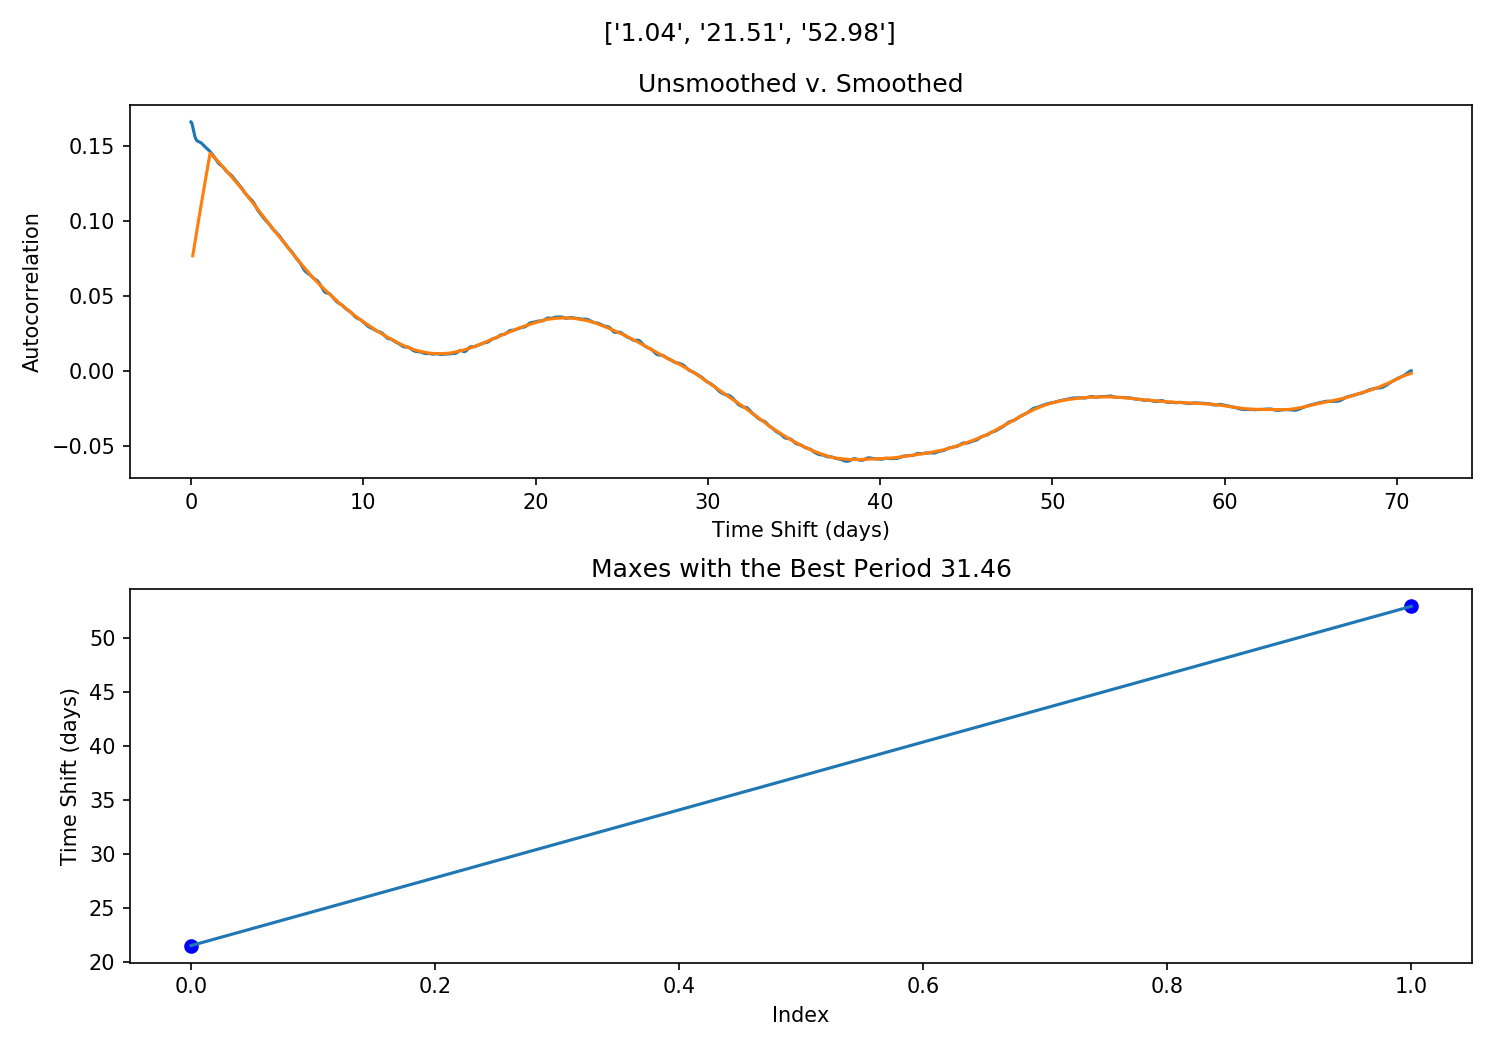 ['1.04', '21.51', '52.98']
Unsmoothed v. Smoothed
0.15
0.10
0.05
0.00
−0.05
Autocorrelation
0 10 20 30 40 50 60 70
Time Shift (days)
Maxes with the Best Period 31.46
50
45
40
35
30
25
20
Time Shift (days)
0.0 0.2 0.4 0.6 0.8 1.0
Index